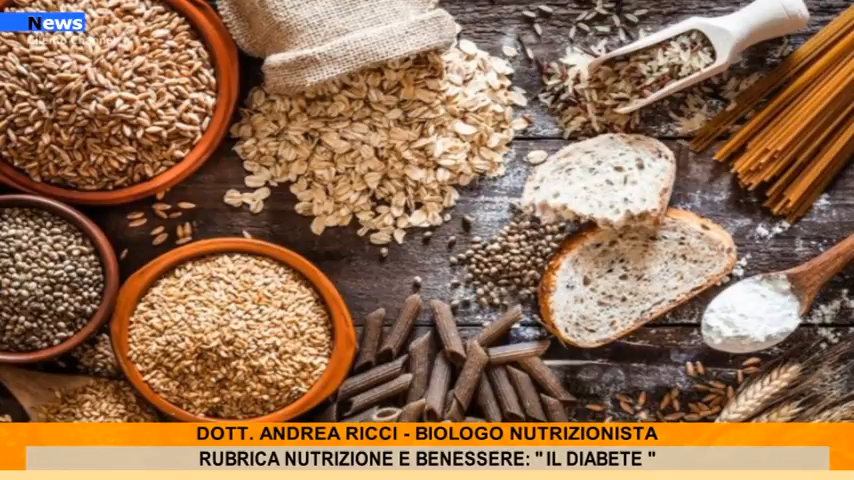 News
DOTT. ANDREA RICCI - BIOLOGO NUTRIZIONISTA
RUBRICA NUTRIZIONE E BENESSERE: " IL DIABETE "